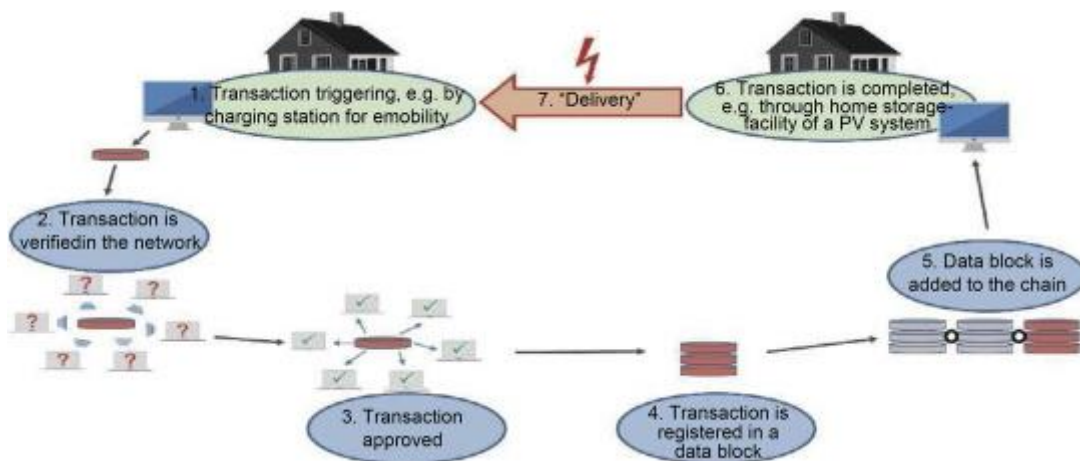 1. Transaction triggering, e.g. by
charging station for emobility
7. "Delivery"
6. Transaction is completed,
e.g. through home storage-
facility of a PV system
2. Transaction is
verifiedin the network
? ? ? ? ? ?
5. Data block is
added to the chain
3. Transaction
approved
4. Transaction is
registered in a
data block